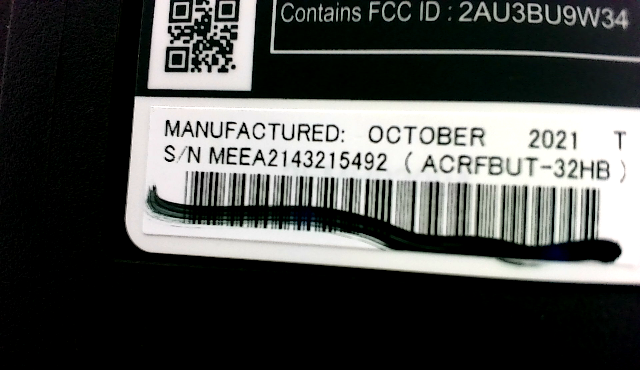 Contains FCC ID : 2AU3BU9W34
MANUFACTURED: OCTOBER 2021 T
S/N MEEA2143215492 ( ACRFBUT-32HB )